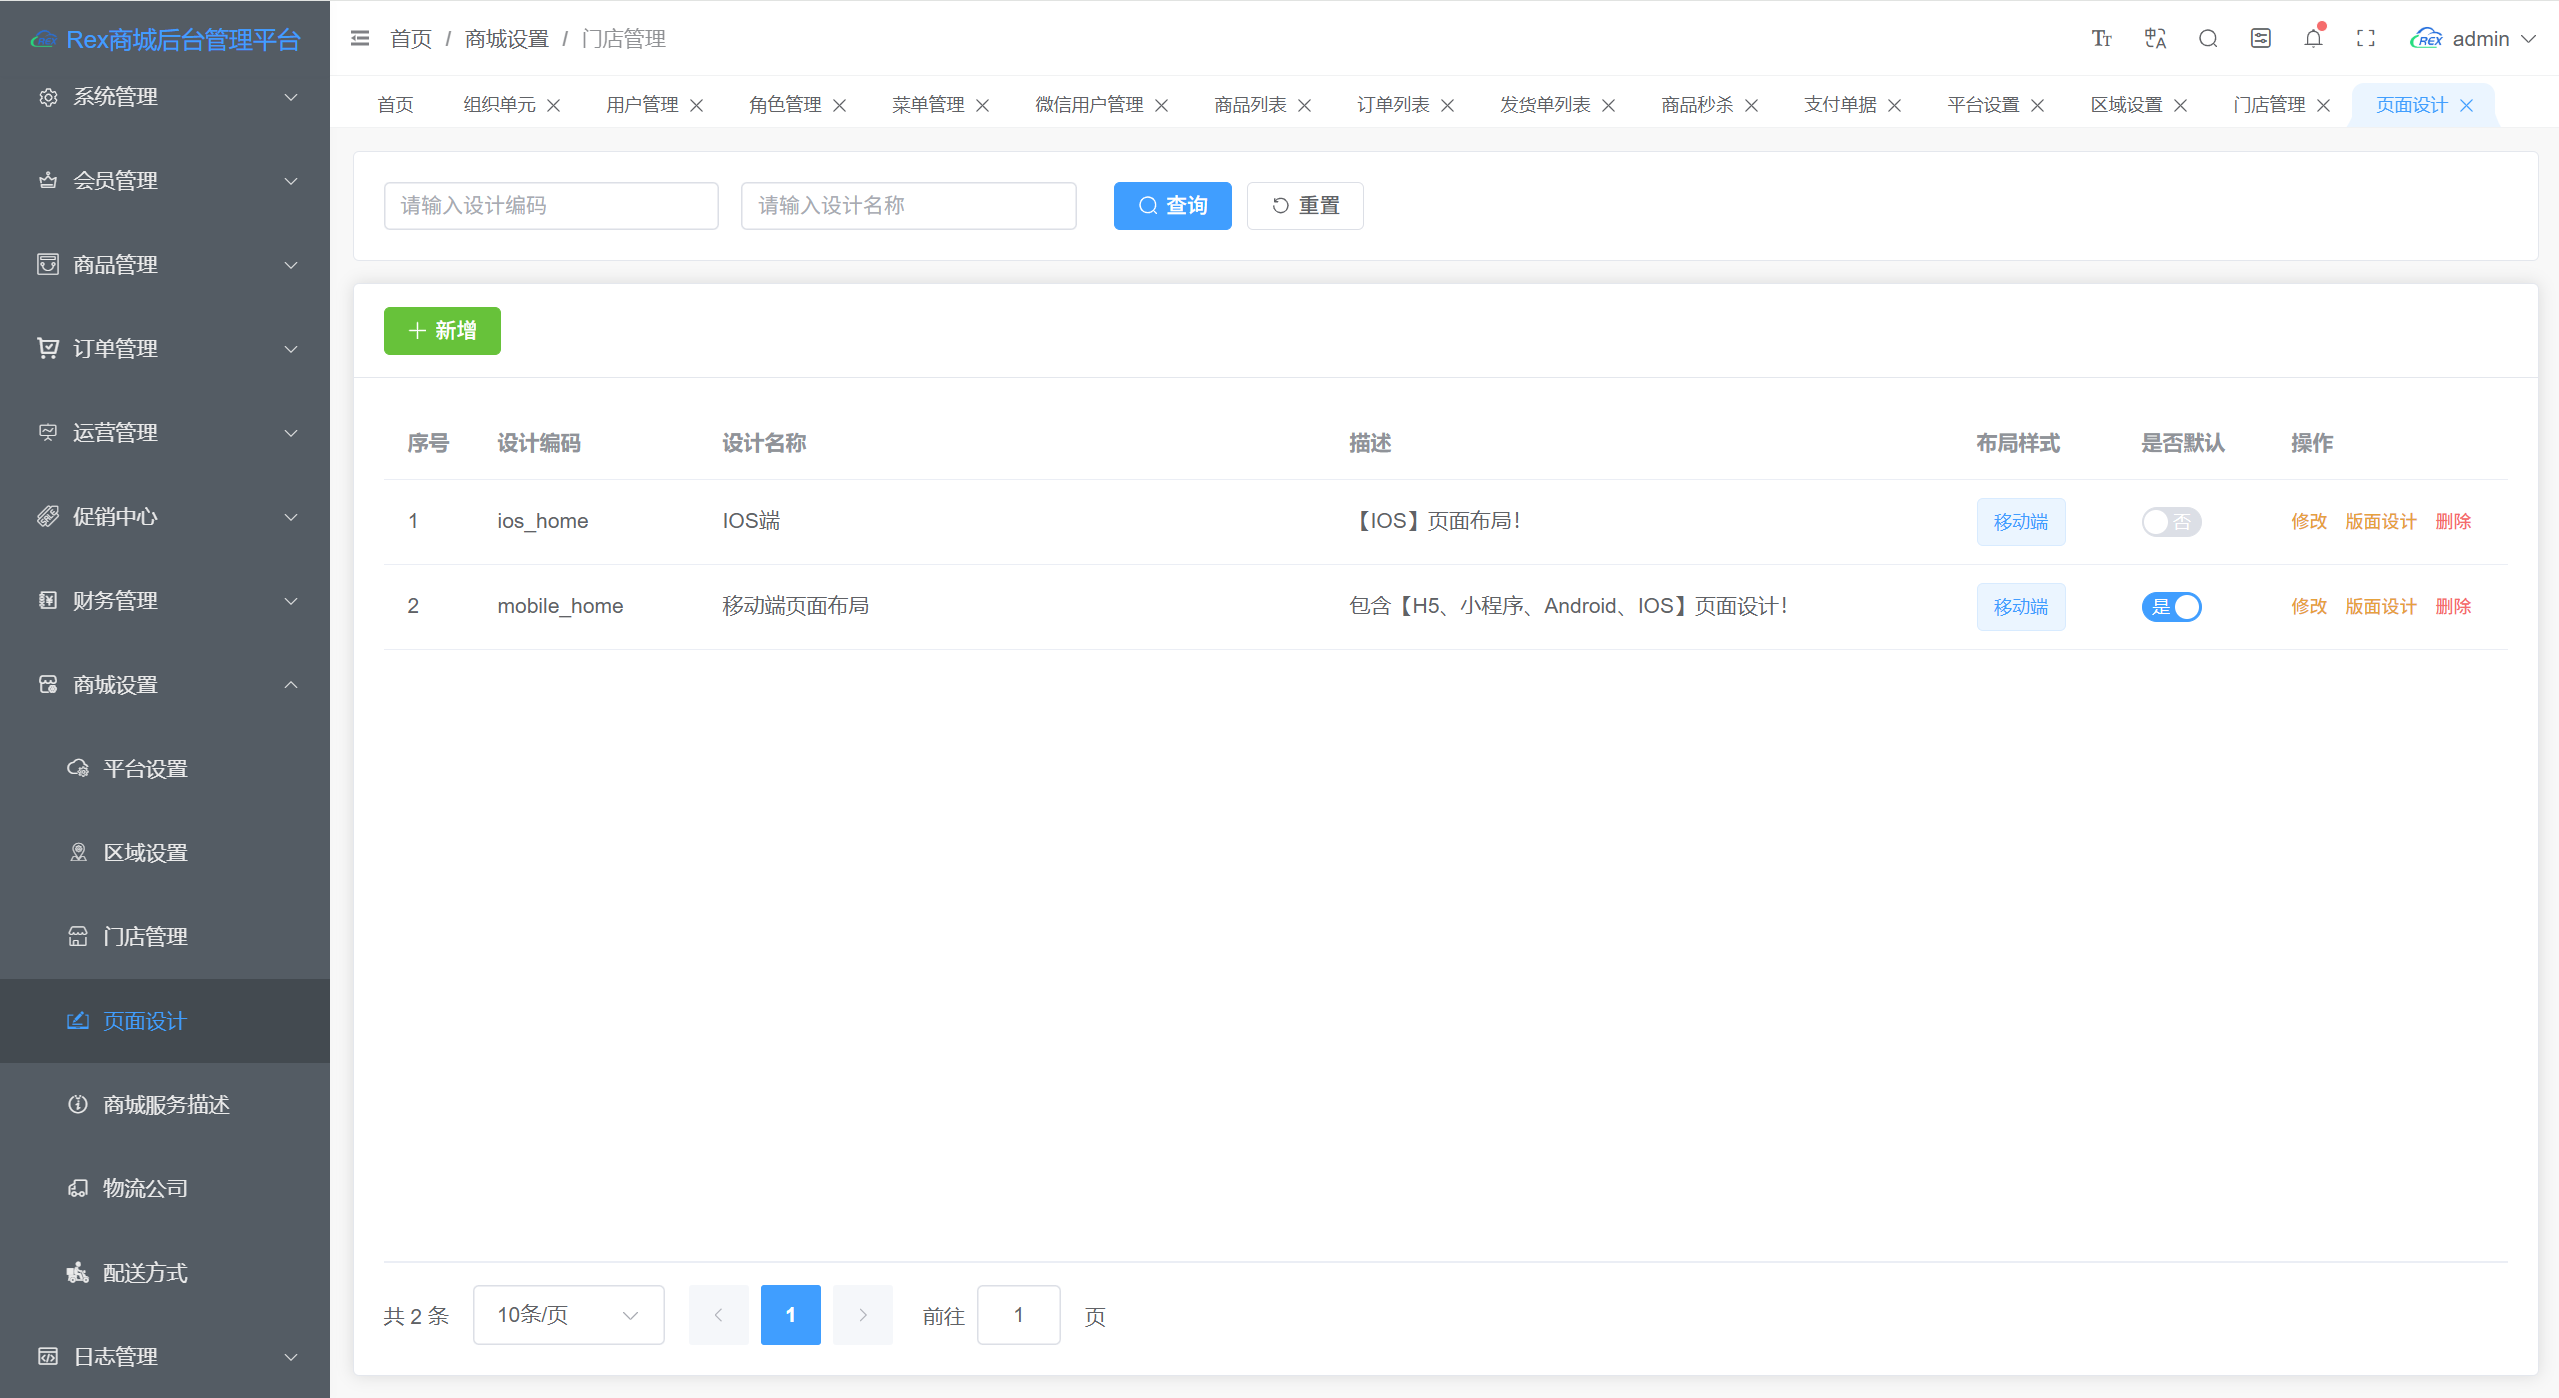 Rex商城后台管理平台
首页 / 商城设置 / 门店管理
admin
首页 组织单元 用户管理 角色管理 菜单管理 微信用户管理 商品列表 订单列表 发货单列表 商品秒杀 支付单据 平台设置 区域设置 门店管理 页面设计
系统管理
会员管理
商品管理
订单管理
运营管理
促销中心
财务管理
商城设置
平台设置
区域设置
门店管理
页面设计
商城服务描述
物流公司
配送方式
日志管理
请输入设计编码 请输入设计名称 查询 重置
新增
序号 设计编码 设计名称 描述 布局样式 是否默认 操作
1 ios_home IOS端 【IOS】页面布局！ 移动端 否 修改 版面设计 删除
2 mobile_home 移动端页面布局 包含【H5、小程序、Android、IOS】页面设计！ 移动端 是 修改 版面设计 删除
共 2 条 10条/页 1 前往 1 页